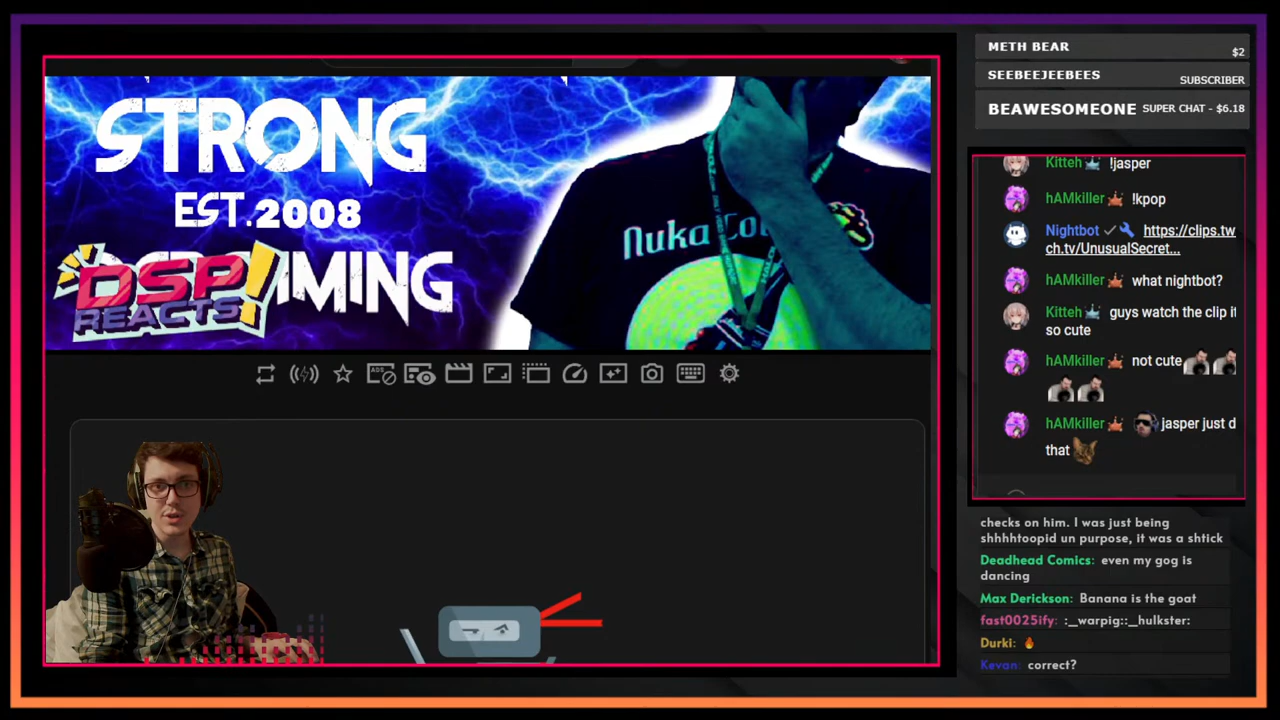 STRONG
EST.2008
DSP!
REACTS
MING
Nuka
ADS
METH BEAR
$2
SEEBEEJEEBEES
SUBSCRIBER
BEAWESOMEONE SUPER CHAT - $6.18
Kitteh !jasper
hAMkiller !kpop
Nightbot https://clips.tw
ch.tv/UnusualSecret...
hAMkiller what nightbot?
Kitteh guys watch the clip it
so cute
hAMkiller not cute
hAMkiller jasper just d
that
checks on him. I was just being
shhhhtoopid un purpose, it was a shtick
Deadhead Comics: even my gog is
dancing
Max Derickson: Banana is the goat
fast0025ify: :_warpig::_hulkster:
Durki: 🔥
Kevan: correct?